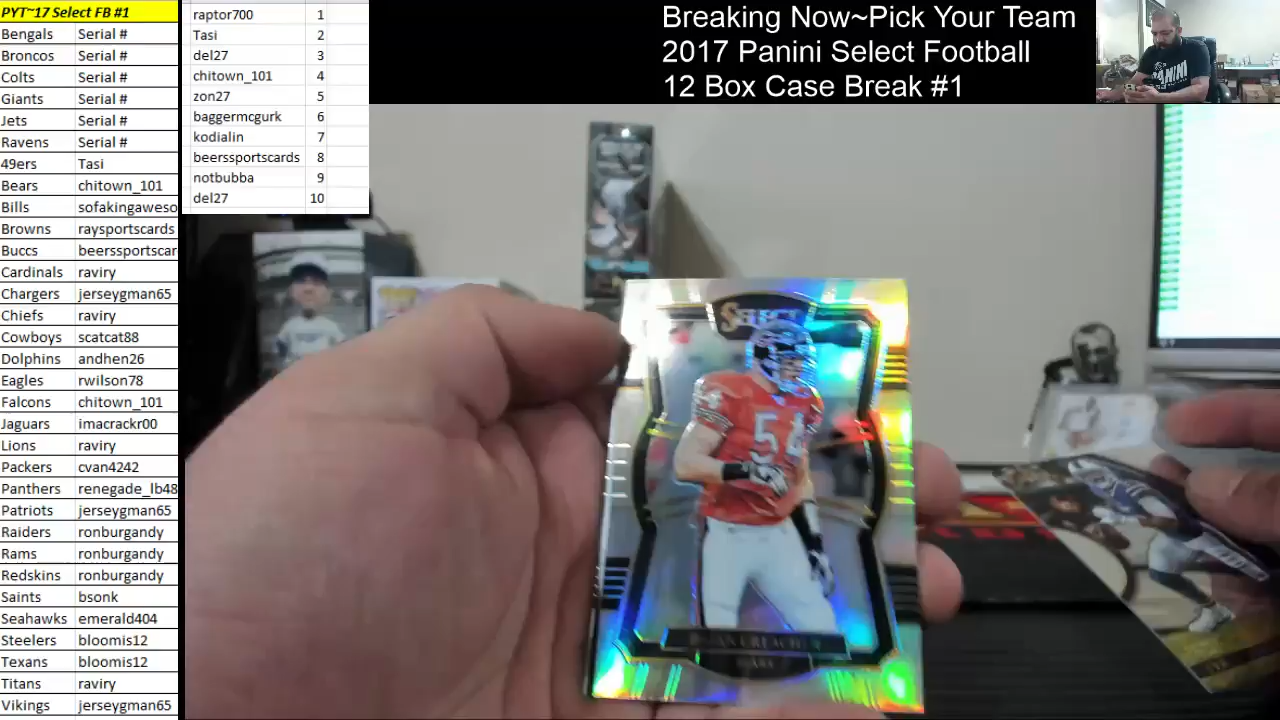 PYT~17 Select FB #1
Bengals Serial #
Broncos Serial #
Colts Serial #
Giants Serial #
Jets Serial #
Ravens Serial #
49ers Tasi
Bears chitown_101
Bills sofakingaweso
Browns raysportscards
Buccs beerssportscar
Cardinals raviry
Chargers jerseygman65
Chiefs raviry
Cowboys scatcat88
Dolphins andhen26
Eagles rwilson78
Falcons chitown_101
Jaguars imacrackr00
Lions raviry
Packers cvan4242
Panthers renegade_lb48
Patriots jerseygman65
Raiders ronburgandy
Rams ronburgandy
Redskins ronburgandy
Saints bsonk
Seahawks emerald404
Steelers bloomis12
Texans bloomis12
Titans raviry
Vikings jerseygman65
raptor700 1
Tasi 2
del27 3
chitown_101 4
zon27 5
baggermcgurk 6
kodialin 7
beerssportscards 8
notbubba 9
del27 10
Breaking Now~Pick Your Team
2017 Panini Select Football
12 Box Case Break #1
PANINI
SELECT
54
BRIAN URLACHER
BEARS